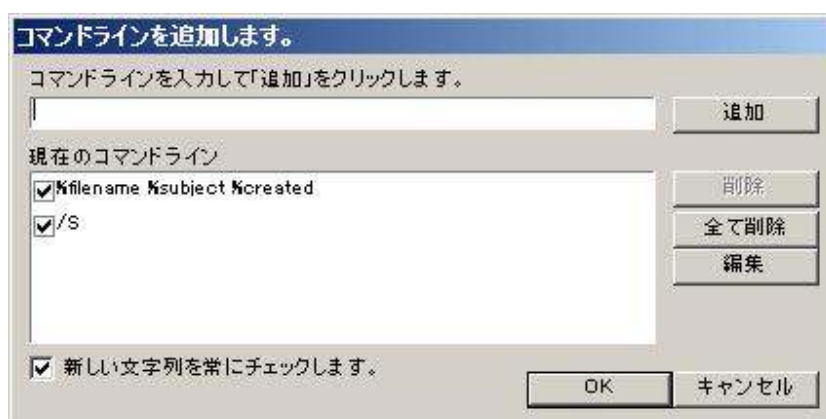 コマンドラインを追加します。
コマンドラインを入力して「追加」をクリックします。
追加
現在のコマンドライン
%filename %subject %created
/S
削除
全て削除
編集
新しい文字列を常にチェックします。
OK
キャンセル